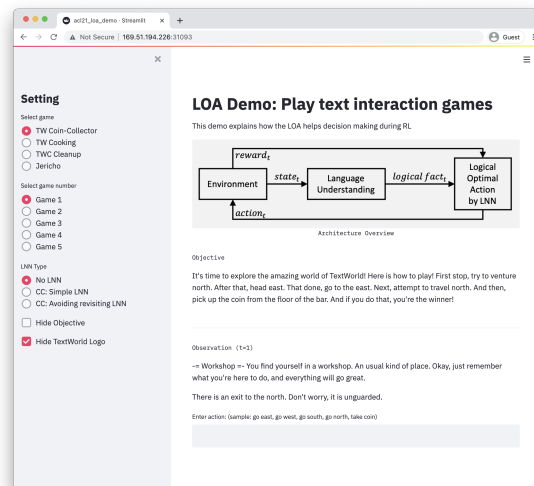 acl21_loa_demo · Streamlit
Not Secure | 169.51.194.226:31093
Guest
Setting
Select game
TW Coin-Collector
TW Cooking
TWC Cleanup
Jericho
Select game number
Game 1
Game 2
Game 3
Game 4
Game 5
LNN Type
No LNN
CC: Simple LNN
CC: Avoiding revisiting LNN
Hide Objective
Hide TextWorld Logo
LOA Demo: Play text interaction games
This demo explains how the LOA helps decision making during RL
reward_t
Environment
state_t
Language
Understanding
logical fact_t
Logical
Optimal
Action
by LNN
action_t
Architecture Overview
Objective
It's time to explore the amazing world of TextWorld! Here is how to play! First stop, try to venture
north. After that, head east. That done, go to the east. Next, attempt to travel north. And then,
pick up the coin from the floor of the bar. And if you do that, you're the winner!
Observation (t=1)
-= Workshop =- You find yourself in a workshop. An usual kind of place. Okay, just remember
what you're here to do, and everything will go great.
There is an exit to the north. Don't worry, it is unguarded.
Enter action: (sample: go east, go west, go south, go north, take coin)